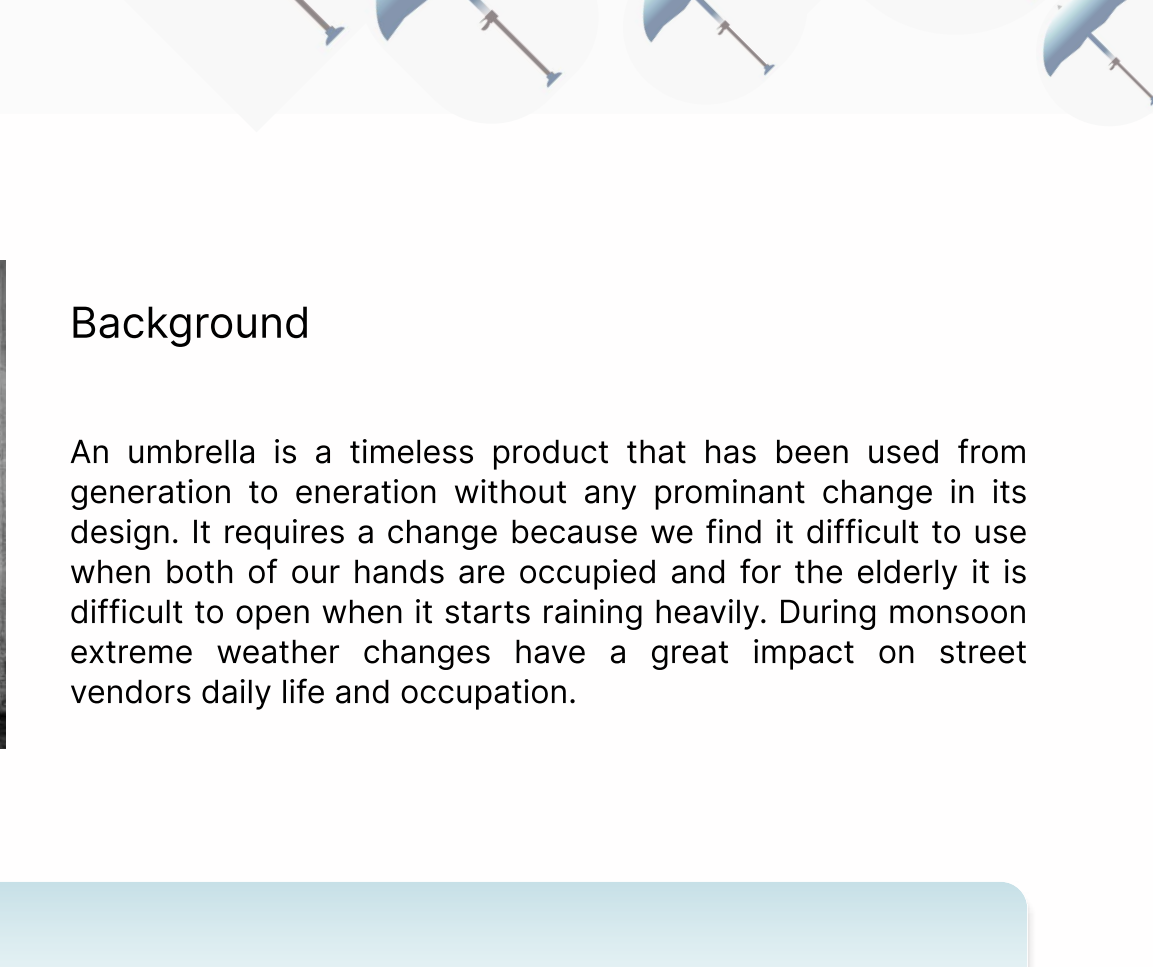 Background
An umbrella is a timeless product that has been used from
generation to eneration without any prominant change in its
design. It requires a change because we find it difficult to use
when both of our hands are occupied and for the elderly it is
difficult to open when it starts raining heavily. During monsoon
extreme weather changes have a great impact on street
vendors daily life and occupation.